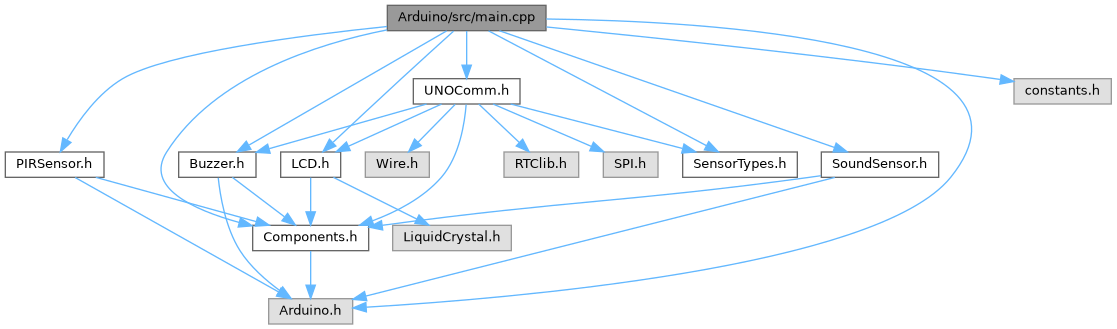 Arduino/src/main.cpp
UNOComm.h
constants.h
PIRSensor.h
Buzzer.h
LCD.h
Wire.h
RTClib.h
SPI.h
SensorTypes.h
SoundSensor.h
Components.h
LiquidCrystal.h
Arduino.h